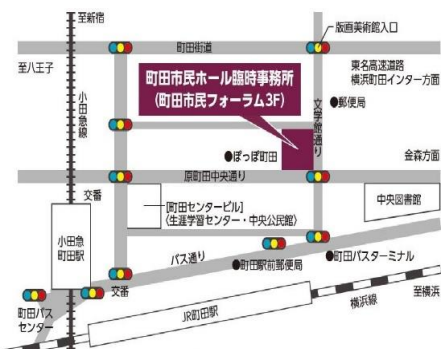 至新宿
版画美術館入口
町田街道
至八王子
小田急線
町田市民ホール臨時事務所
(町田市民フォーラム3F)
東名高速道路
横浜町田インター方面
文学館通り
●郵便局
●ぽっぽ町田
金森方面
原町田中央通り
交番
[町田センタービル]
〈生涯学習センター・中央公民館〉
中央図書館
小田急
町田駅
バス通り
●町田駅前郵便局
●町田バスターミナル
交番
町田バス
センター
横浜線
至横浜
JR町田駅